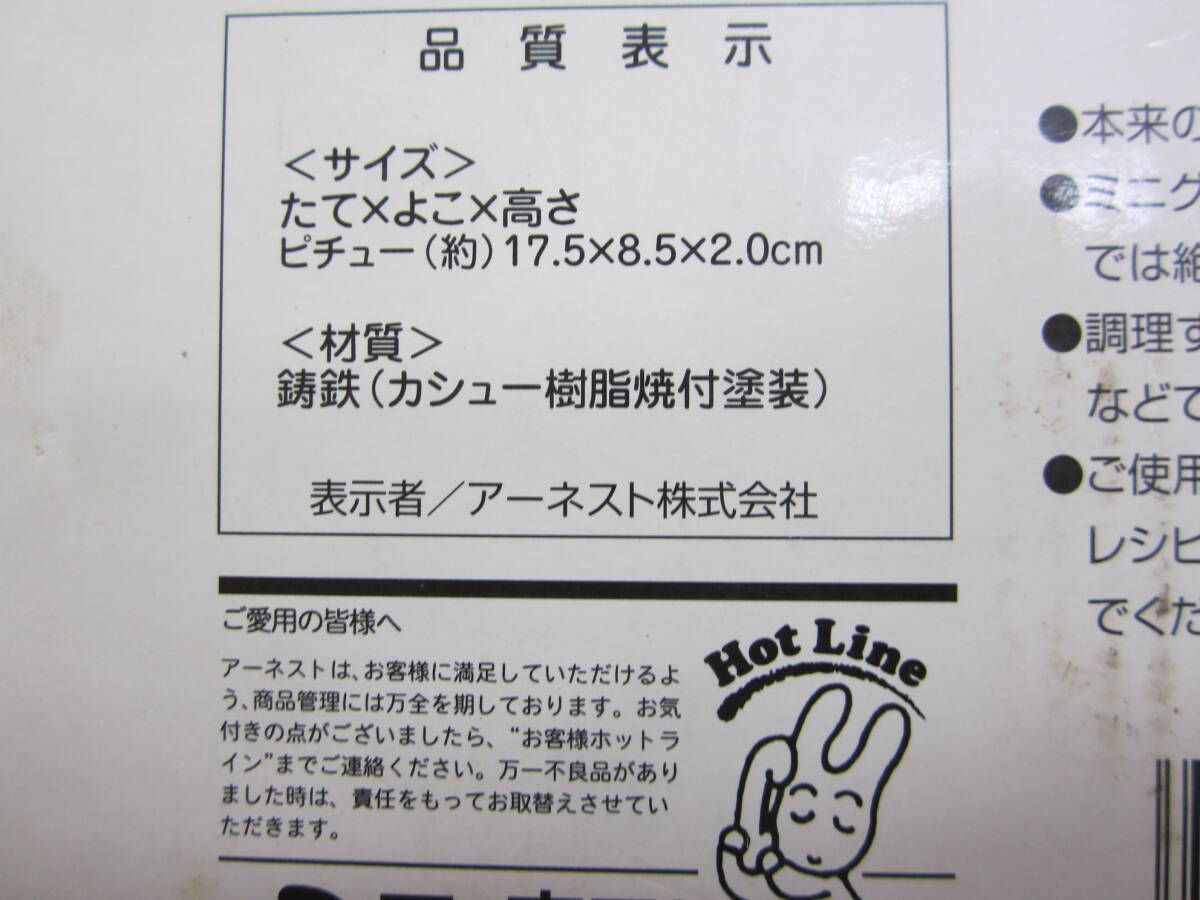 品質表示
<サイズ>
たて×よこ×高さ
ピチュー(約)17.5×8.5×2.0cm
<材質>
鋳鉄(カシュー樹脂焼付塗装)
表示者/アーネスト株式会社
ご愛用の皆様へ
アーネストは、お客様に満足していただけるよ
う、商品管理には万全を期しております。お気
付きの点がございましたら、“お客様ホットラ
イン”までご連絡ください。万一不良品があり
ました時は、責任をもってお取替えさせてい
ただきます。
Hot Line
●本来の
●ミニグ
では絶
●調理す
などで
●ご使用
レシピ
でくだ